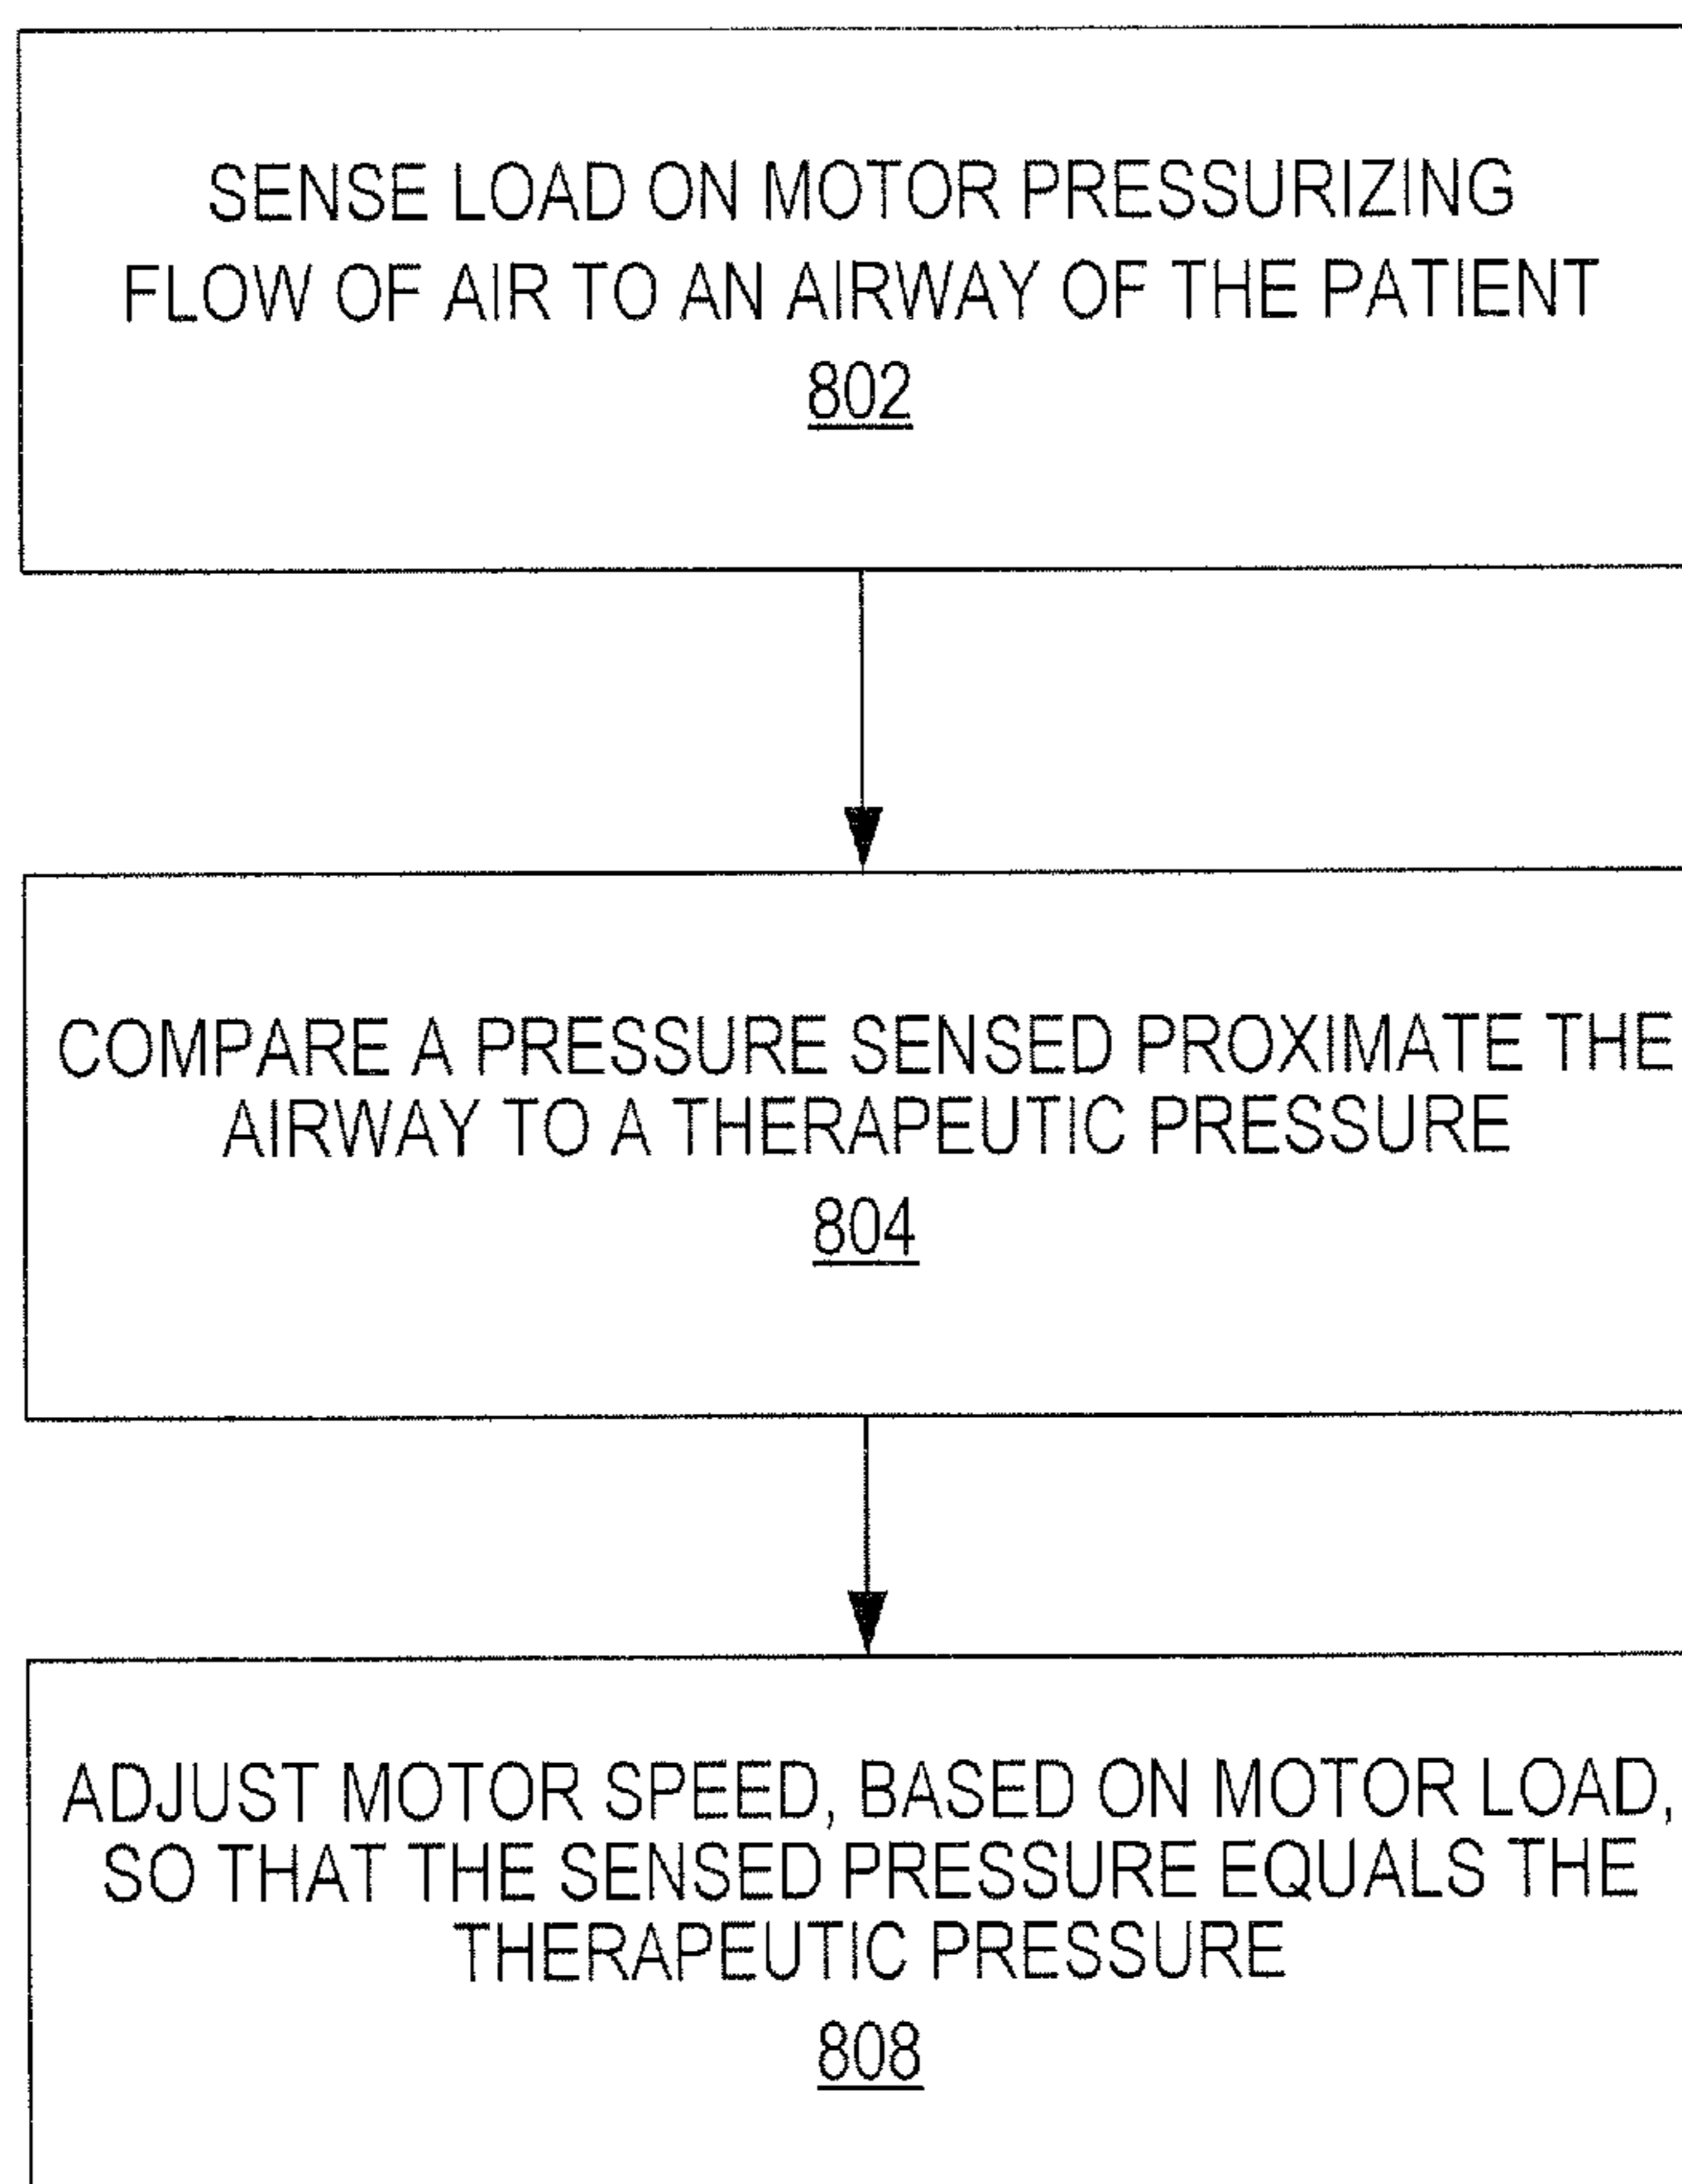 SENSE LOAD ON MOTOR PRESSURIZING
FLOW OF AIR TO AN AIRWAY OF THE PATIENT
802
COMPARE A PRESSURE SENSED PROXIMATE THE
AIRWAY TO A THERAPEUTIC PRESSURE
804
ADJUST MOTOR SPEED, BASED ON MOTOR LOAD,
SO THAT THE SENSED PRESSURE EQUALS THE
THERAPEUTIC PRESSURE
808